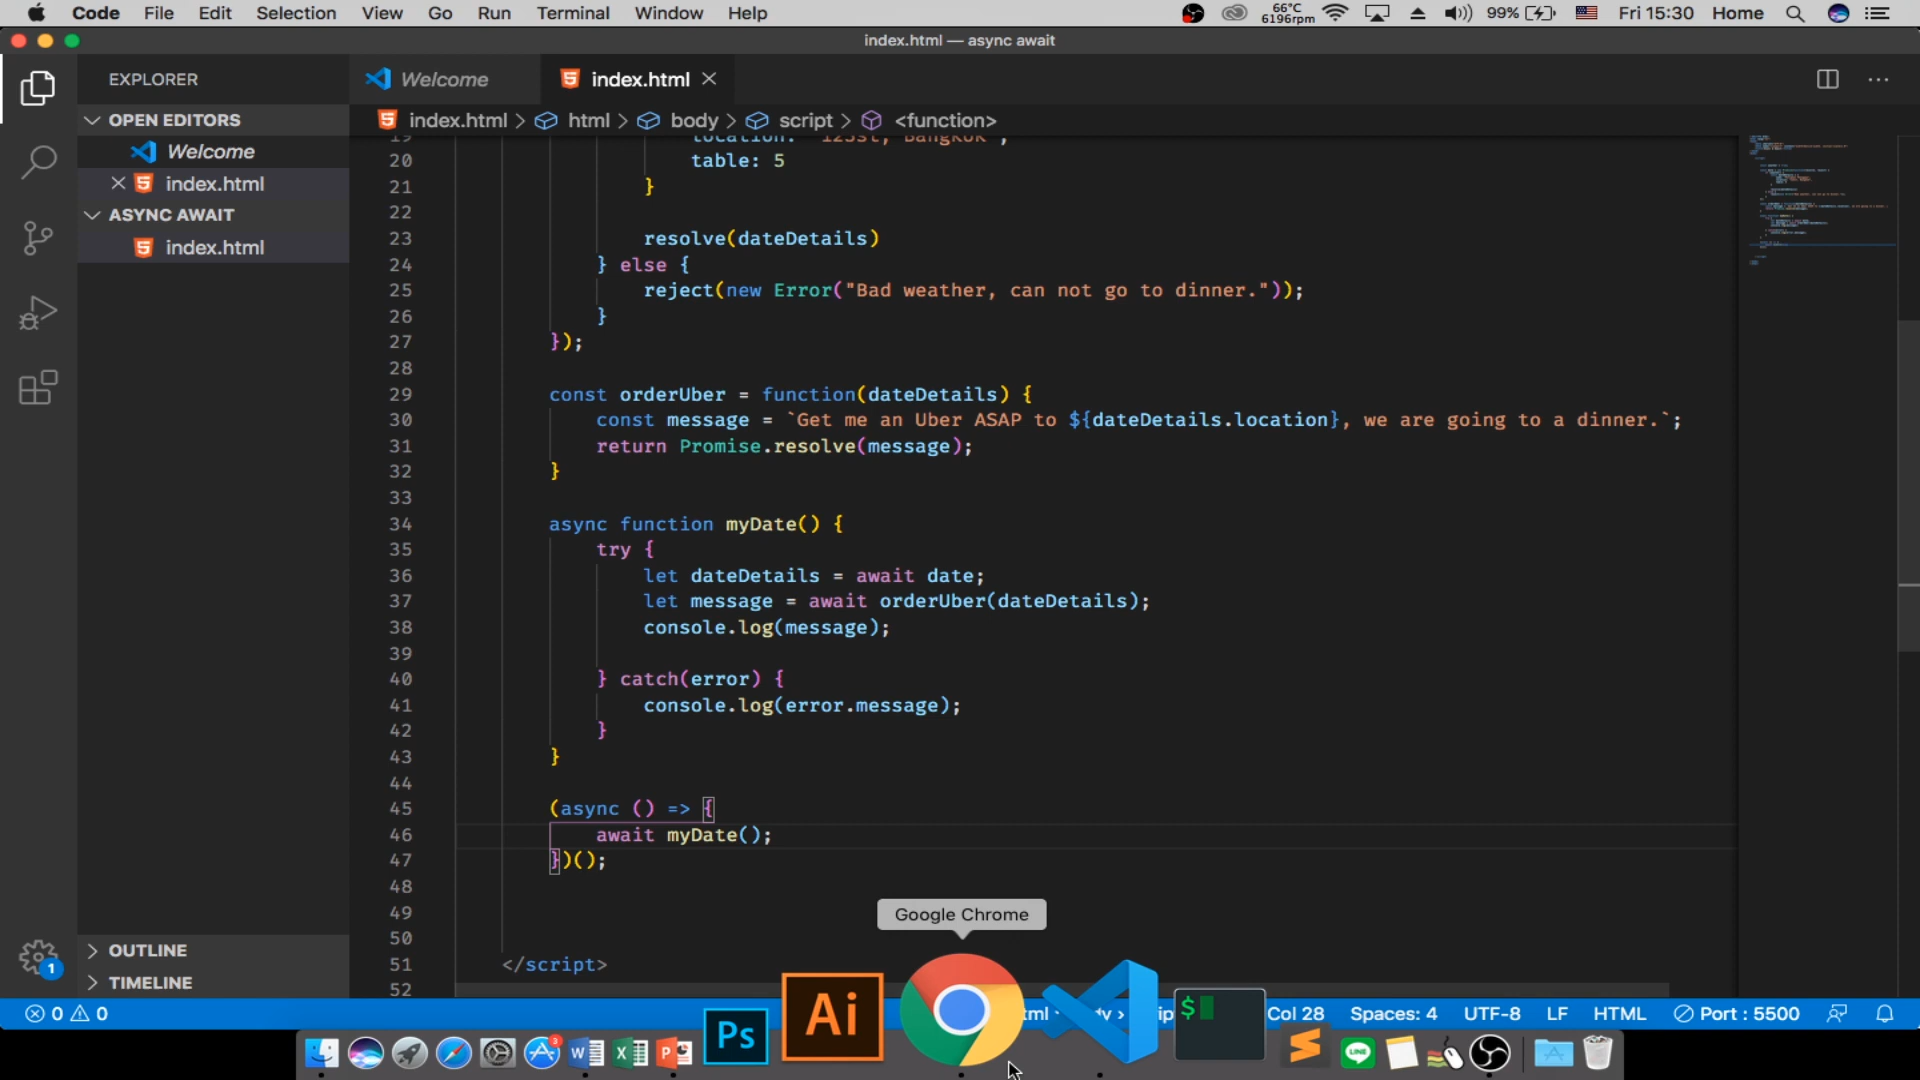 Code File Edit Selection View Go Run Terminal Window Help 66°C 6196rpm 99% Fri 15:30 Home
index.html — async await
EXPLORER
OPEN EDITORS
Welcome
index.html
ASYNC AWAIT
index.html
OUTLINE
TIMELINE
Welcome index.html
index.html > html > body > script > <function>
19 location: "123st, Bangkok",
20 table: 5
21 }
22
23 resolve(dateDetails)
24 } else {
25 reject(new Error("Bad weather, can not go to dinner."));
26 }
27 });
28
29 const orderUber = function(dateDetails) {
30 const message = `Get me an Uber ASAP to ${dateDetails.location}, we are going to a dinner.`;
31 return Promise.resolve(message);
32 }
33
34 async function myDate() {
35 try {
36 let dateDetails = await date;
37 let message = await orderUber(dateDetails);
38 console.log(message);
39
40 } catch(error) {
41 console.log(error.message);
42 }
43 }
44
45 (async () => {
46 await myDate();
47 })();
48
49
50
51 </script>
52
Google Chrome
1
0 0 Col 28 Spaces: 4 UTF-8 LF HTML Port : 5500
Ps Ai $
3 W X P S LINE